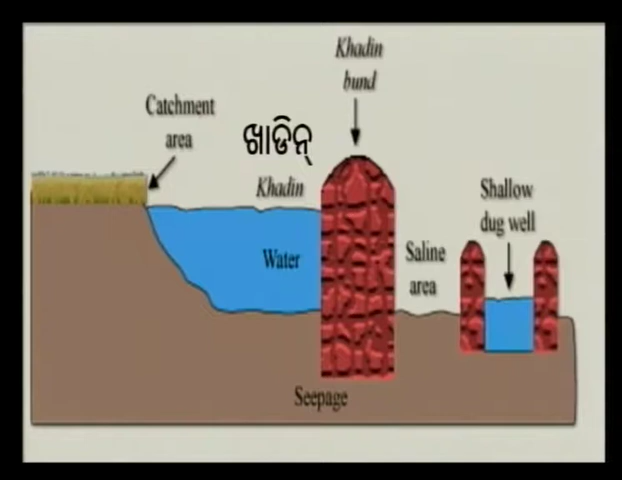 Khadin
bund
Catchment
area
ଖାଡିନ୍
Khadin
Shallow
dug well
Water
Saline
area
Seepage